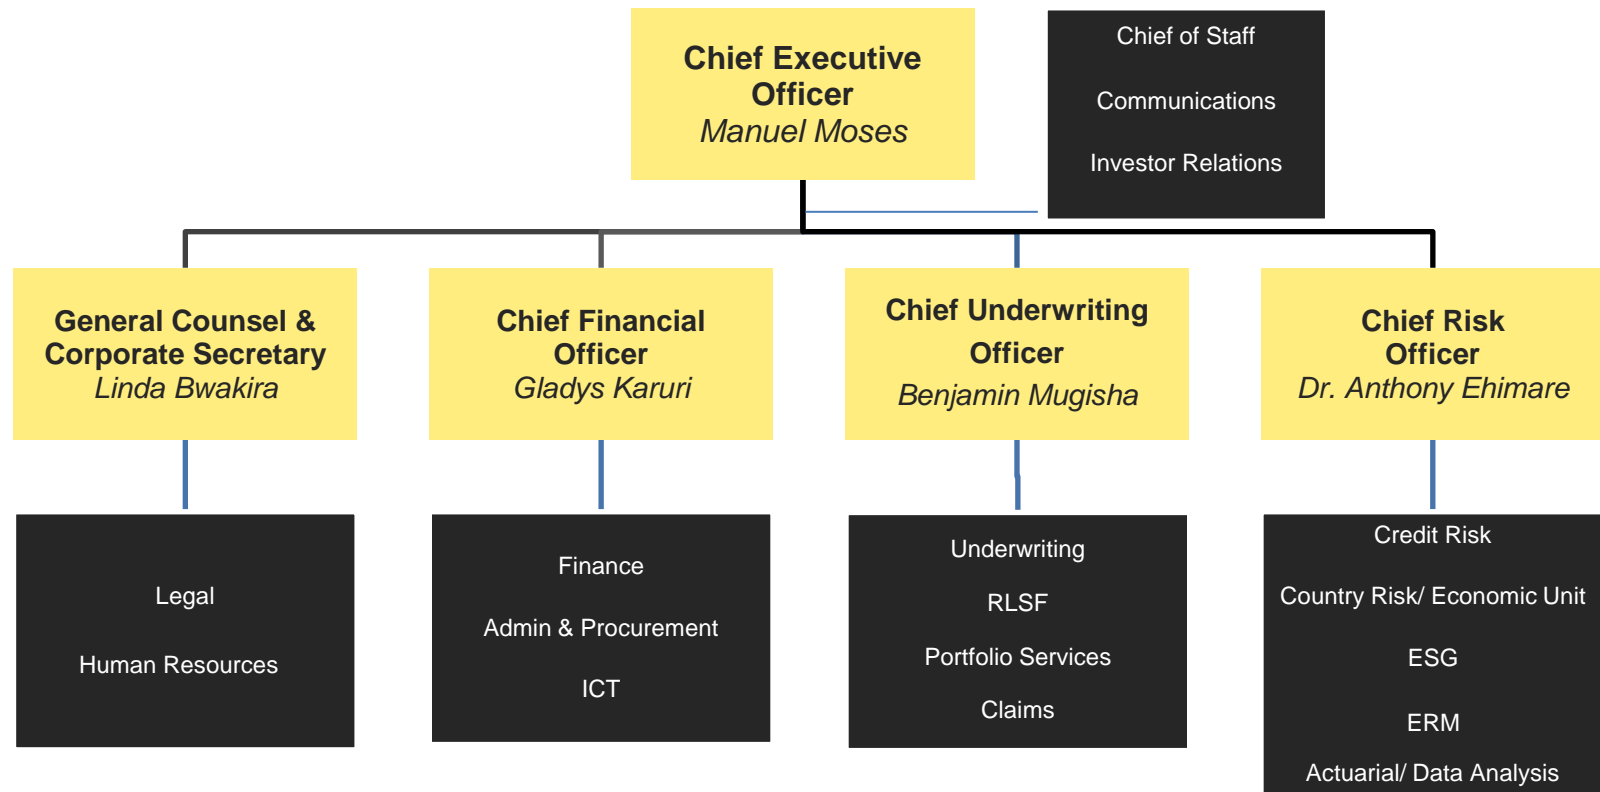 Chief Executive
Officer
Manuel Moses
Chief of Staff
Communications
Investor Relations
General Counsel &
Corporate Secretary
Linda Bwakira
Chief Financial
Officer
Gladys Karuri
Chief Underwriting
Officer
Benjamin Mugisha
Chief Risk
Officer
Dr. Anthony Ehimare
Legal
Human Resources
Finance
Admin & Procurement
ICT
Underwriting
RLSF
Portfolio Services
Claims
Credit Risk
Country Risk/ Economic Unit
ESG
ERM
Actuarial/ Data Analysis